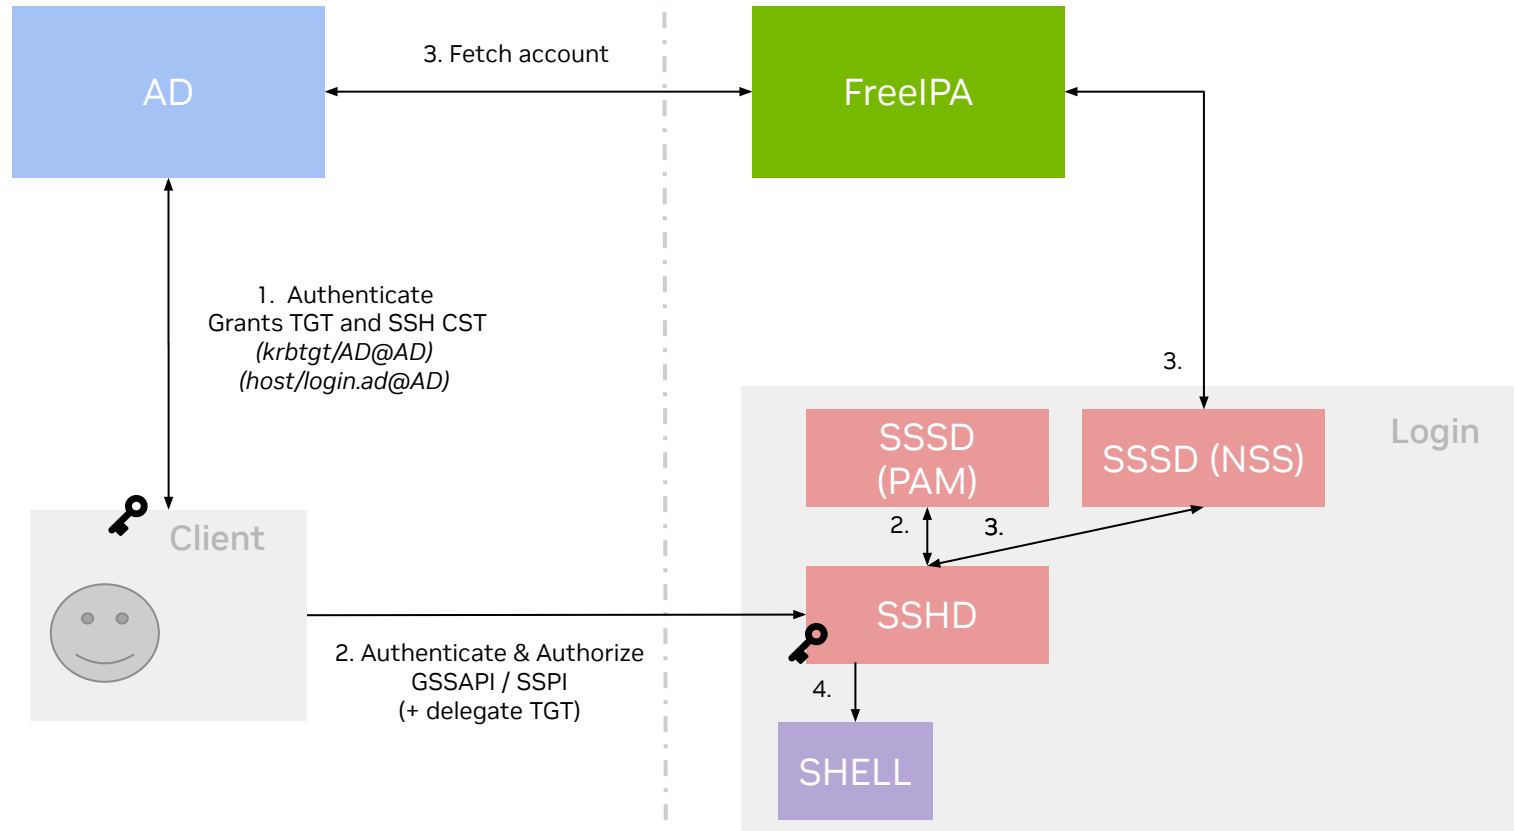 AD
3. Fetch account
FreeIPA
1. Authenticate
Grants TGT and SSH CST
(krbtgt/AD@AD)
(host/login.ad@AD)
3.
Login
SSSD
(PAM)
SSSD (NSS)
Client
2.
3.
SSHD
2. Authenticate & Authorize
GSSAPI / SSPI
(+ delegate TGT)
4.
SHELL